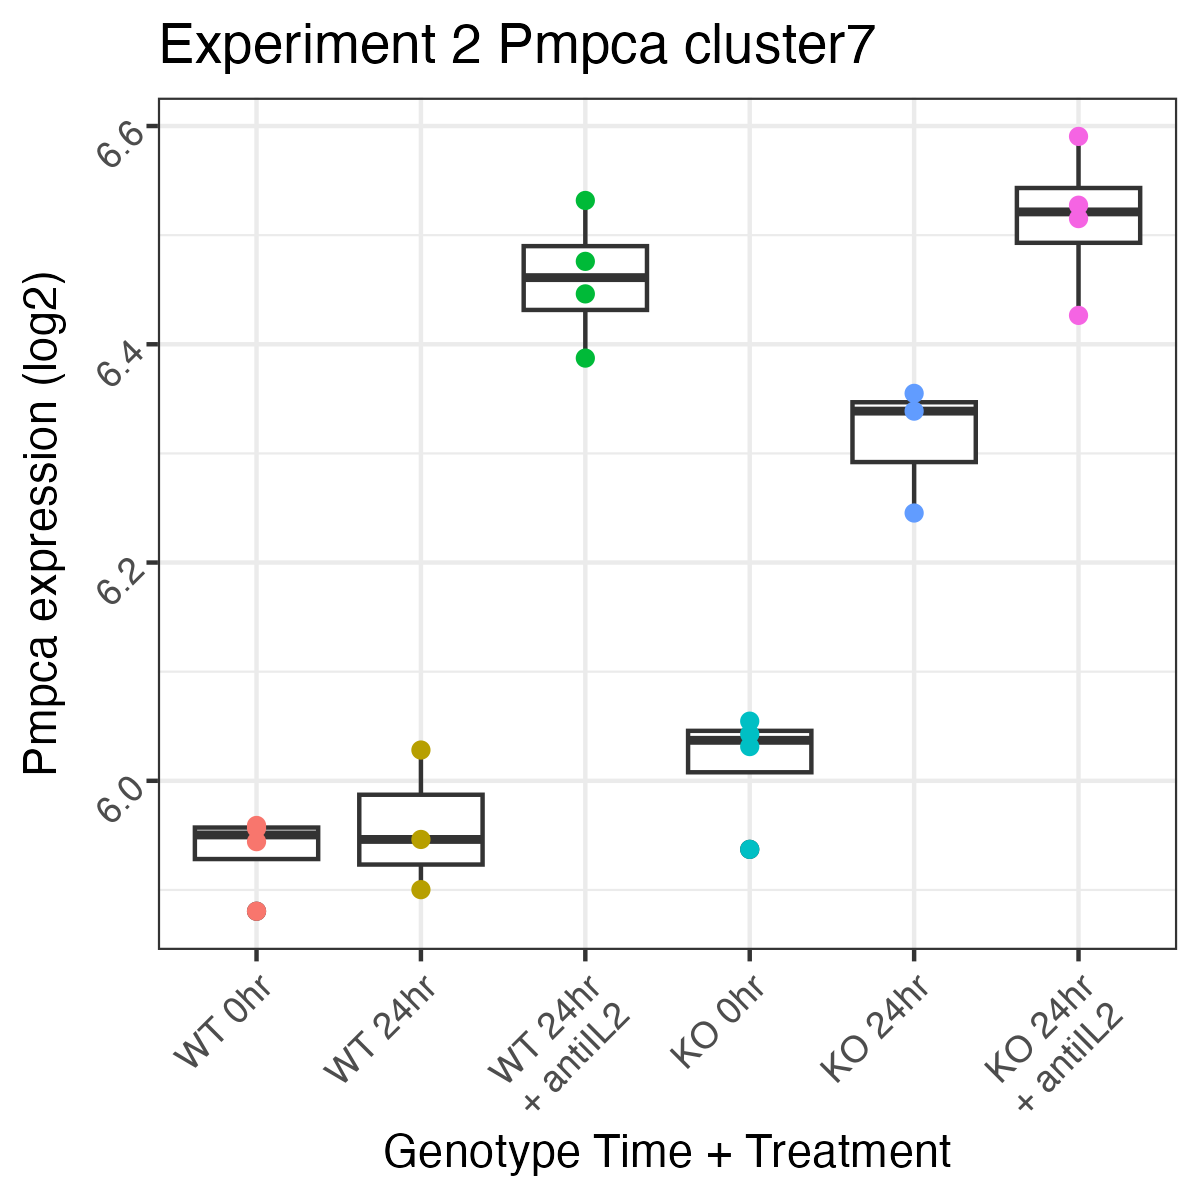 Experiment 2 Pmpca cluster7
Pmpca expression (log2)
6.6
6.4
6.2
6.0
WT 0hr
WT 24hr
WT 24hr
+ antiIL2
KO 0hr
KO 24hr
KO 24hr
+ antiIL2
Genotype Time + Treatment